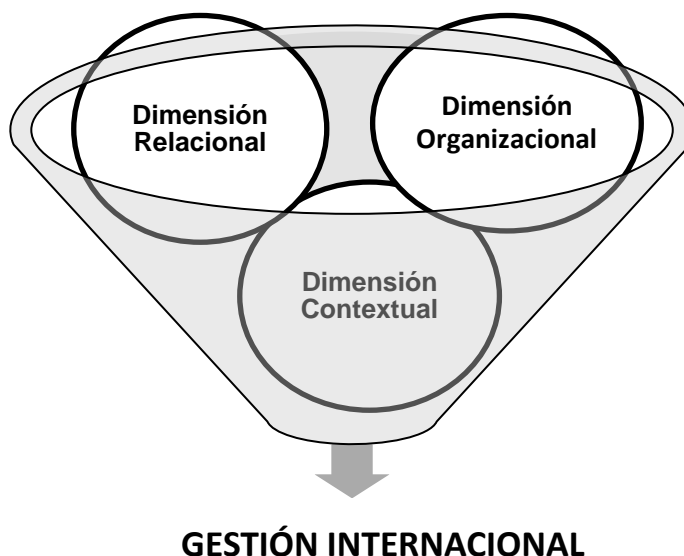 Dimensión
Relacional
Dimensión
Organizacional
Dimensión
Contextual
GESTIÓN INTERNACIONAL